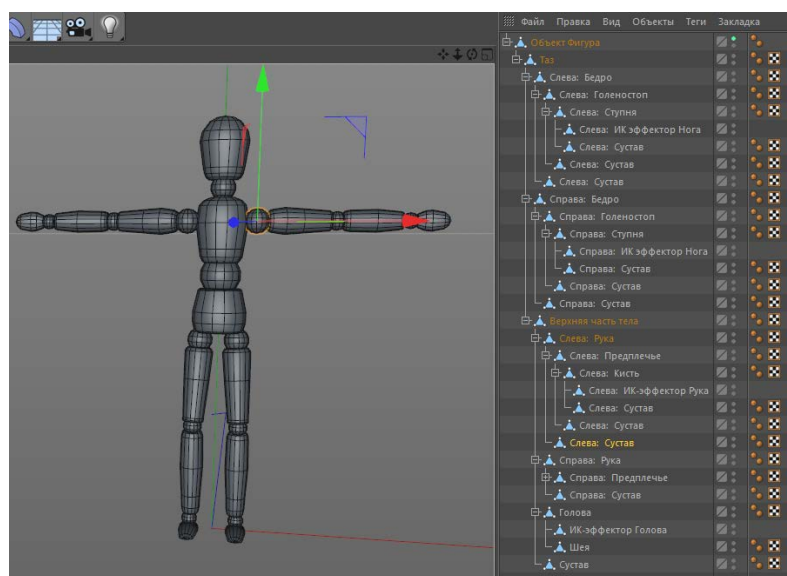 Файл Правка Вид Объекты Теги Закладка
Объект Фигура
Таз
Слева: Бедро
Слева: Голеностоп
Слева: Ступня
Слева: ИК эффектор Нога
Слева: Сустав
Слева: Сустав
Слева: Сустав
Справа: Бедро
Справа: Голеностоп
Справа: Ступня
Справа: ИК эффектор Нога
Справа: Сустав
Справа: Сустав
Справа: Сустав
Верхняя часть тела
Слева: Рука
Слева: Предплечье
Слева: Кисть
Слева: ИК-эффектор Рука
Слева: Сустав
Слева: Сустав
Слева: Сустав
Справа: Рука
Справа: Предплечье
Справа: Сустав
Голова
ИК-эффектор Голова
Шея
Сустав